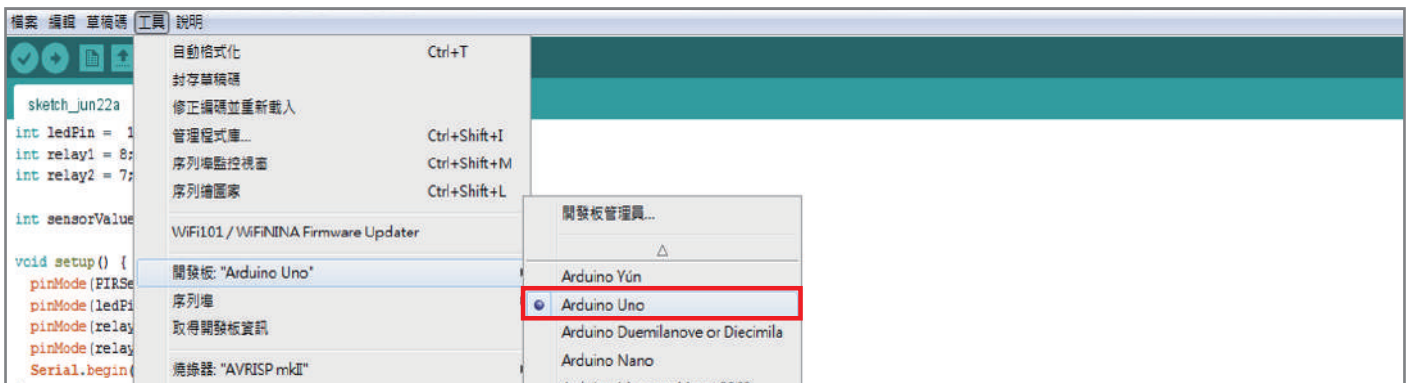 檔案 編輯 草稿碼 工具 說明
sketch_jun22a
int ledPin = 1
int relay1 = 8;
int relay2 = 7;
int sensorValue
void setup() {
pinMode(PIRSe
pinMode(ledPi
pinMode(relay
pinMode(relay
Serial.begin(
自動格式化 Ctrl+T
封存草稿碼
修正編碼並重新載入
管理程式庫... Ctrl+Shift+I
序列埠監控視窗 Ctrl+Shift+M
序列繪圖家 Ctrl+Shift+L
WiFi101 / WiFiNINA Firmware Updater
開發板: "Arduino Uno"
序列埠
取得開發板資訊
燒錄器: "AVRISP mkII"
開發板管理員...
Arduino Yún
Arduino Uno
Arduino Duemilanove or Diecimila
Arduino Nano